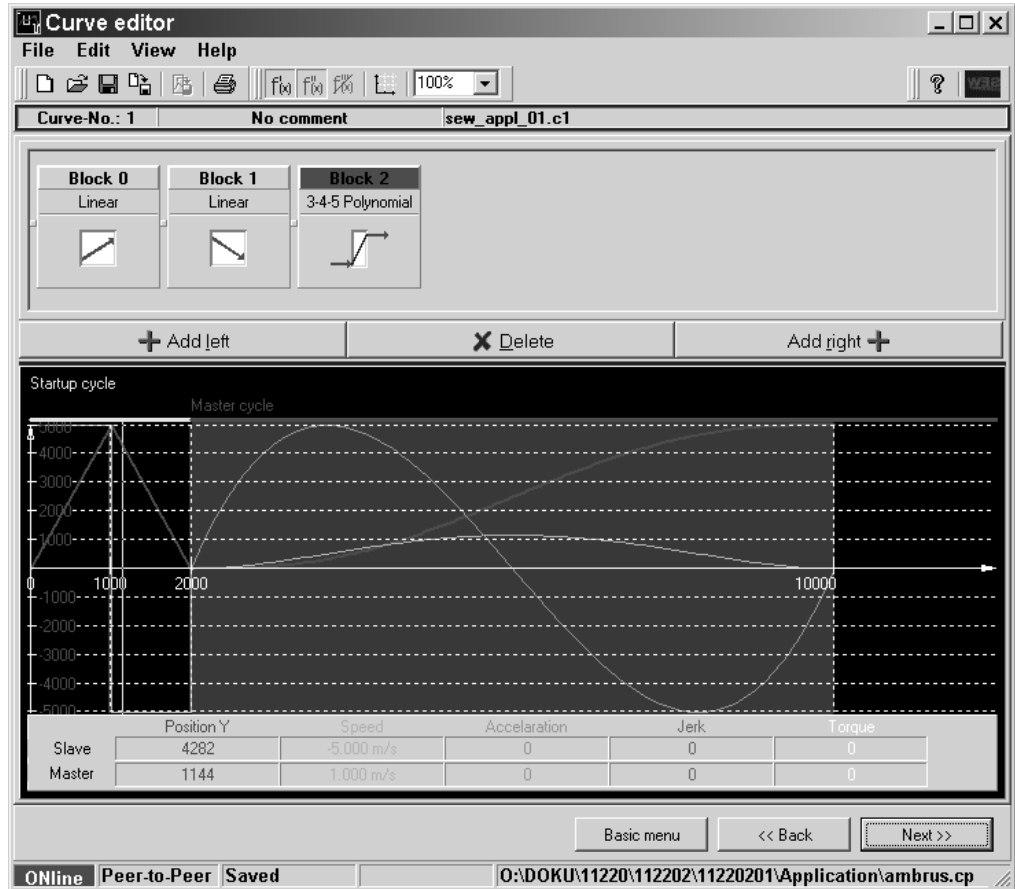 Curve editor
File Edit View Help
f'(x) f''(x) f'''(x) 100% ? SEW
Curve-No.: 1 No comment sew_appl_01.c1
Block 0 Block 1 Block 2
Linear Linear 3-4-5 Polynomial
Add left Delete Add right
Startup cycle
Master cycle
5000
4000
3000
2000
1000
0 1000 2000 10000
-1000
-2000
-3000
-4000
-5000
Position Y Speed Accelaration Jerk Torque
Slave 4282 -5.000 m/s 0 0 0
Master 1144 1.000 m/s 0 0 0
Basic menu << Back Next >>
ONline Peer-to-Peer Saved O:\DOKU\11220\112202\11220201\Application\ambrus.cp